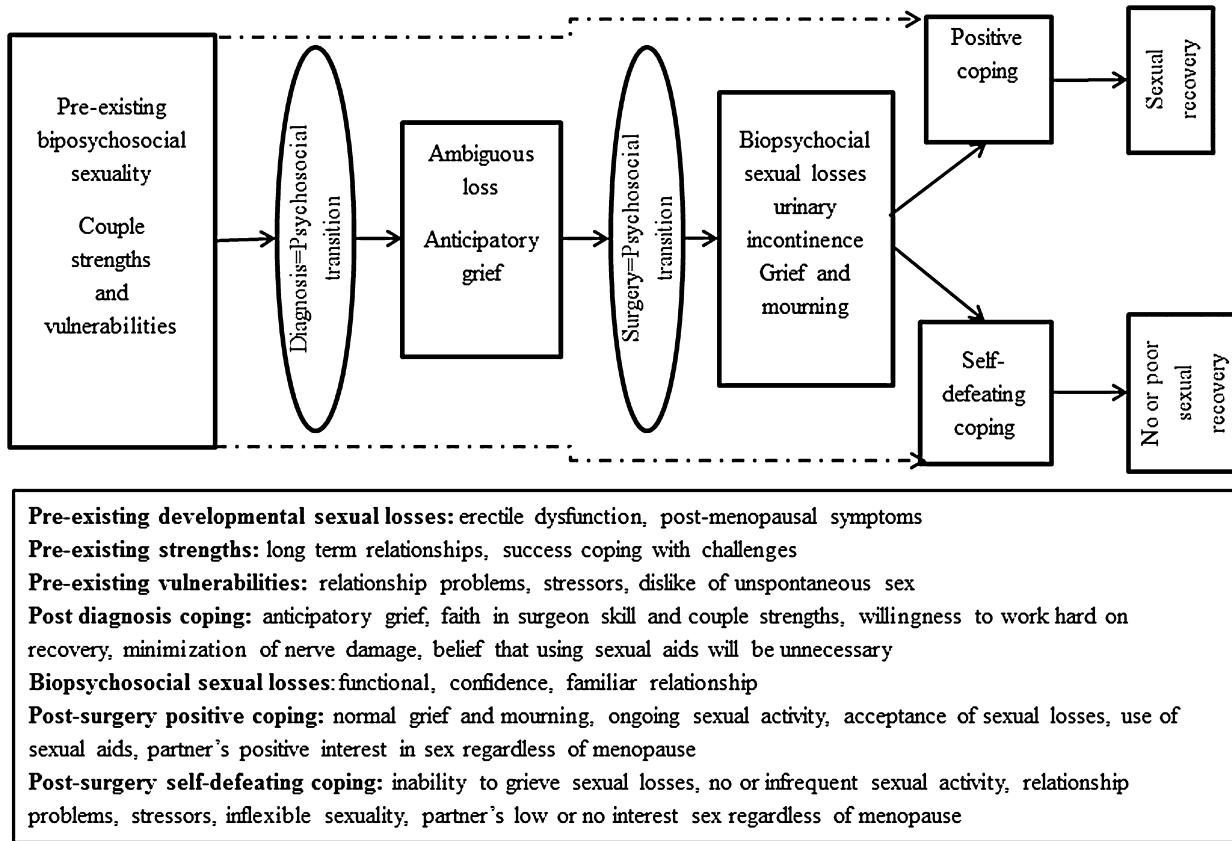 Pre-existing
biposychosocial
sexuality
Couple
strengths
and
vulnerabilities
Diagnosis=Psychosocial
transition
Ambiguous
loss
Anticipatory
grief
Surgery=Psychosocial
transition
Biopsychocial
sexual losses
urinary
incontinence
Grief and
mourning
Positive
coping
Sexual
recovery
Self-
defeating
coping
No or poor
sexual
recovery
Pre-existing developmental sexual losses: erectile dysfunction, post-menopausal symptoms
Pre-existing strengths: long term relationships, success coping with challenges
Pre-existing vulnerabilities: relationship problems, stressors, dislike of unspontaneous sex
Post diagnosis coping: anticipatory grief, faith in surgeon skill and couple strengths, willingness to work hard on
recovery, minimization of nerve damage, belief that using sexual aids will be unnecessary
Biopsychosocial sexual losses: functional, confidence, familiar relationship
Post-surgery positive coping: normal grief and mourning, ongoing sexual activity, acceptance of sexual losses, use of
sexual aids, partner's positive interest in sex regardless of menopause
Post-surgery self-defeating coping: inability to grieve sexual losses, no or infrequent sexual activity, relationship
problems, stressors, inflexible sexuality, partner's low or no interest sex regardless of menopause